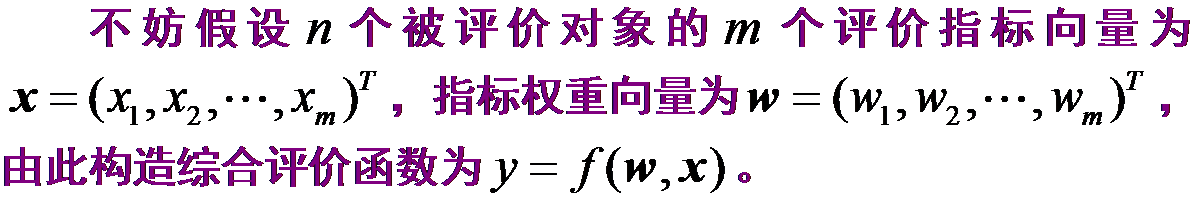 不妨假设 n 个被评价对象的 m 个评价指标向量为
x = (x₁, x₂, ⋯, xₘ)ᵀ，指标权重向量为 w = (w₁, w₂, ⋯, wₘ)ᵀ，
由此构造综合评价函数为 y = f(w, x)。